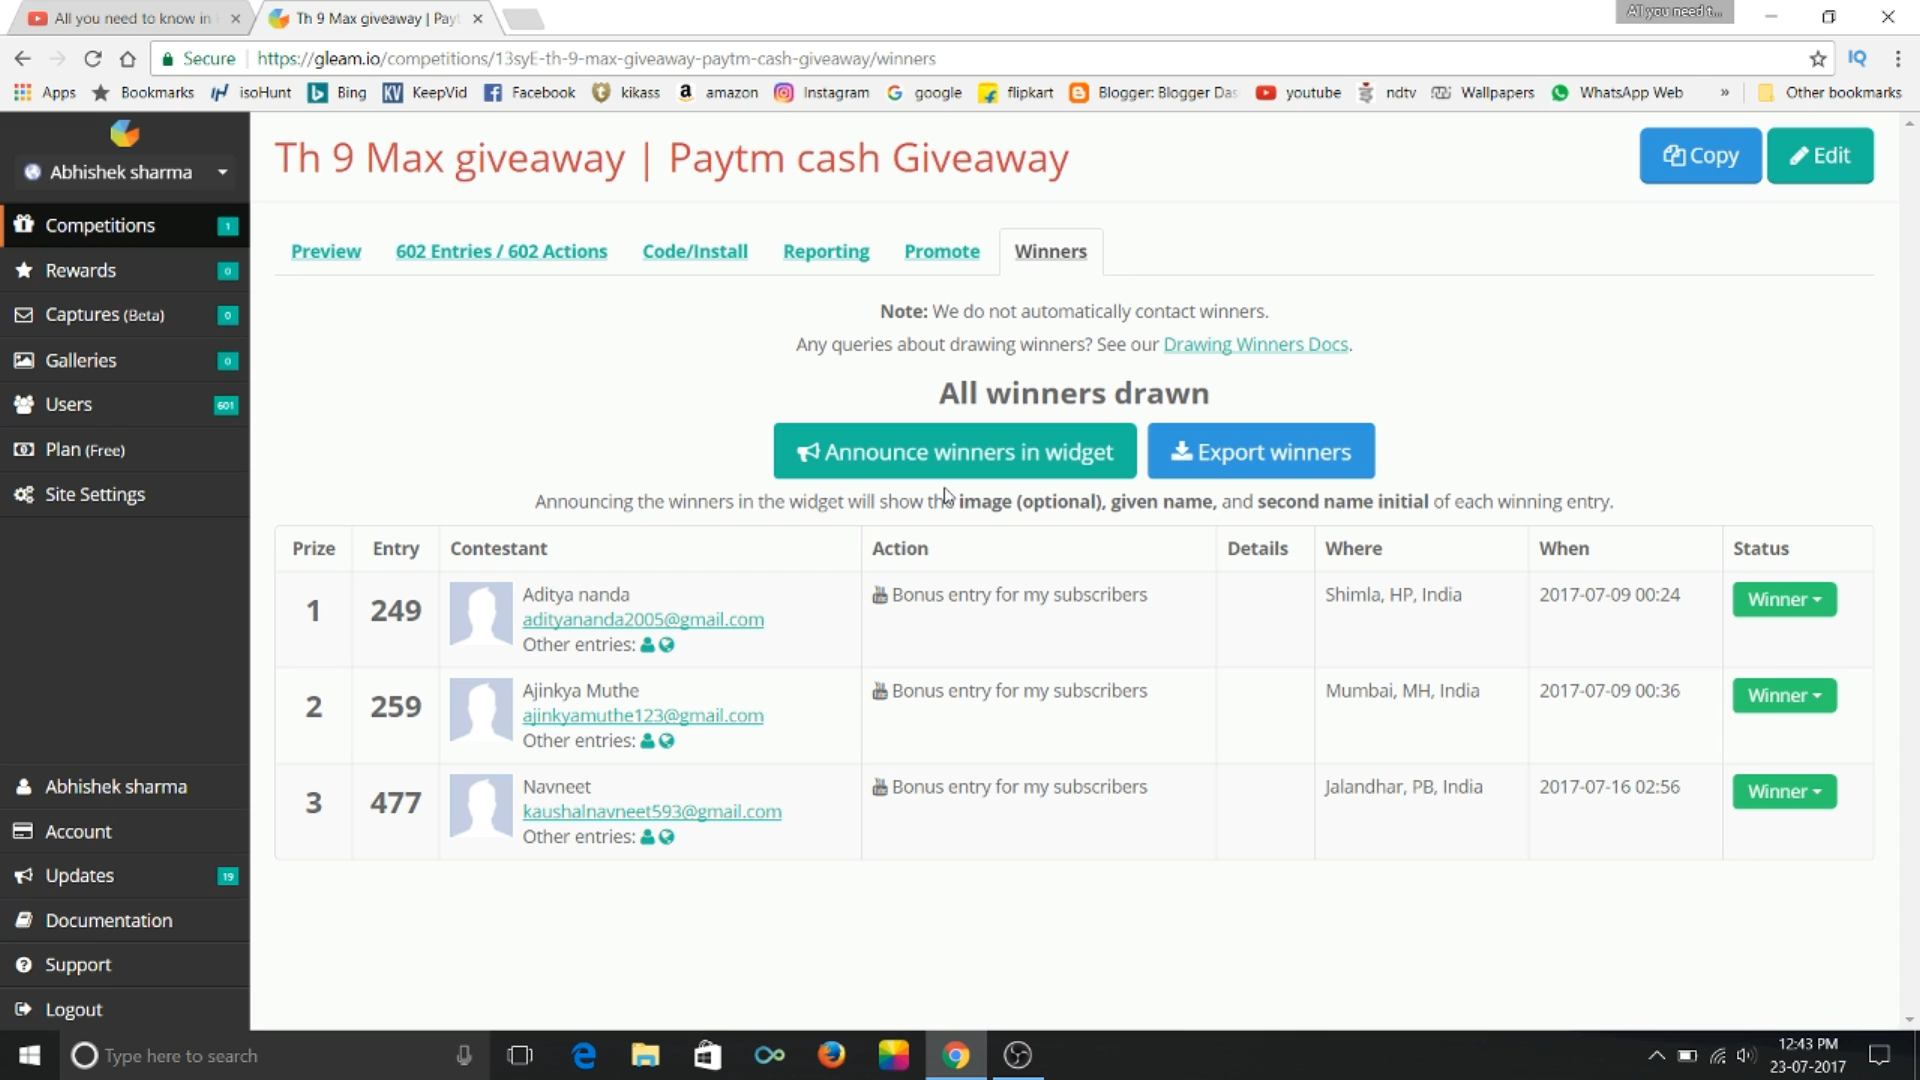 All you need to know in
Th 9 Max giveaway | Payt
All you need t...
Secure
https://gleam.io/competitions/13syE-th-9-max-giveaway-paytm-cash-giveaway/winners
IQ
Apps
Bookmarks
isoHunt
Bing
KV KeepVid
Facebook
kikass
amazon
Instagram
google
flipkart
Blogger: Blogger Das
youtube
ndtv
Wallpapers
WhatsApp Web
»
Other bookmarks
Abhishek sharma
Competitions 1
Rewards 0
Captures (Beta) 0
Galleries 0
Users 601
Plan (Free)
Site Settings
Abhishek sharma
Account
Updates 19
Documentation
Support
Logout
Th 9 Max giveaway | Paytm cash Giveaway
Copy
Edit
Preview
602 Entries / 602 Actions
Code/Install
Reporting
Promote
Winners
Note: We do not automatically contact winners.
Any queries about drawing winners? See our Drawing Winners Docs.
All winners drawn
Announce winners in widget
Export winners
Announcing the winners in the widget will show the image (optional), given name, and second name initial of each winning entry.
Prize Entry Contestant Action Details Where When Status
1 249 Aditya nanda Bonus entry for my subscribers Shimla, HP, India 2017-07-09 00:24 Winner
adityananda2005@gmail.com
Other entries:
2 259 Ajinkya Muthe Bonus entry for my subscribers Mumbai, MH, India 2017-07-09 00:36 Winner
ajinkyamuthe123@gmail.com
Other entries:
3 477 Navneet Bonus entry for my subscribers Jalandhar, PB, India 2017-07-16 02:56 Winner
kaushalnavneet593@gmail.com
Other entries:
Type here to search
12:43 PM
23-07-2017